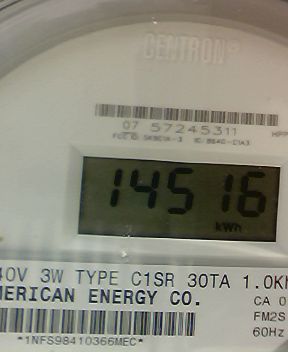 CENTRON®
07 57245311
14516
kWh
40V 3W TYPE C1SR 30TA 1.0Kh
MERICAN ENERGY CO.
CA 0
FM2S
60Hz
*1NFS98410366MEC*